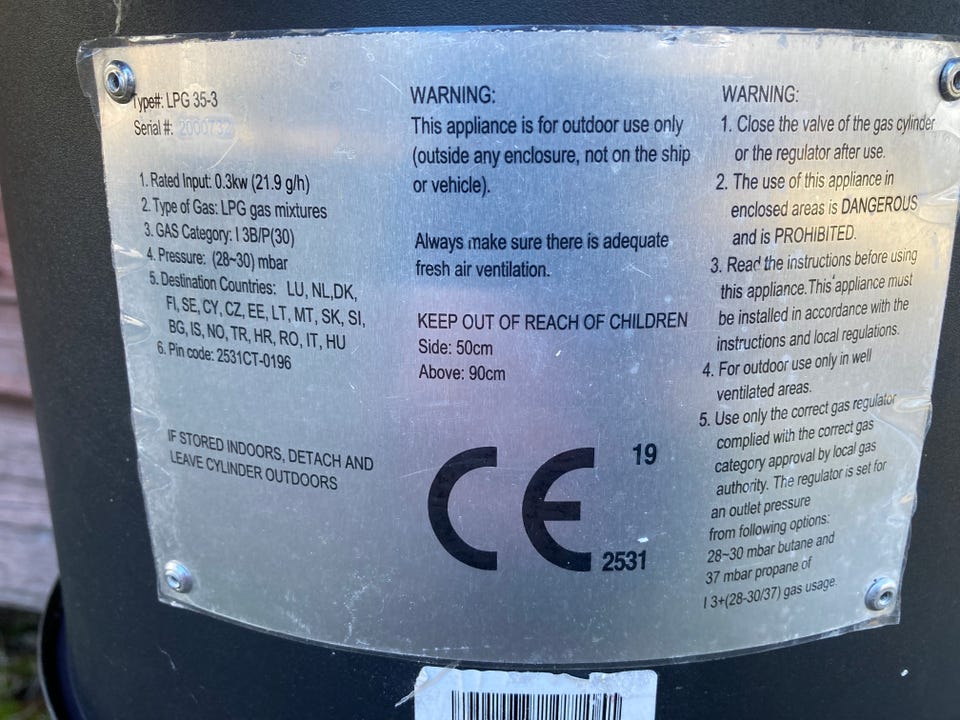 Type#: LPG 35-3
Serial #: 2000732
1. Rated Input: 0.3kw (21.9 g/h)
2. Type of Gas: LPG gas mixtures
3. GAS Category: I 3B/P(30)
4. Pressure: (28~30) mbar
5. Destination Countries: LU, NL,DK,
FI, SE, CY, CZ, EE, LT, MT, SK, SI,
BG, IS, NO, TR, HR, RO, IT, HU
6. Pin code: 2531CT-0196
IF STORED INDOORS, DETACH AND
LEAVE CYLINDER OUTDOORS
WARNING:
This appliance is for outdoor use only
(outside any enclosure, not on the ship
or vehicle).
Always make sure there is adequate
fresh air ventilation.
KEEP OUT OF REACH OF CHILDREN
Side: 50cm
Above: 90cm
CE
19
2531
WARNING:
1. Close the valve of the gas cylinder
or the regulator after use.
2. The use of this appliance in
enclosed areas is DANGEROUS
and is PROHIBITED.
3. Read the instructions before using
this appliance.This appliance must
be installed in accordance with the
instructions and local regulations.
4. For outdoor use only in well
ventilated areas.
5. Use only the correct gas regulator
complied with the correct gas
category approval by local gas
authority. The regulator is set for
an outlet pressure
from following options:
28~30 mbar butane and
37 mbar propane of
I 3+(28-30/37) gas usage.